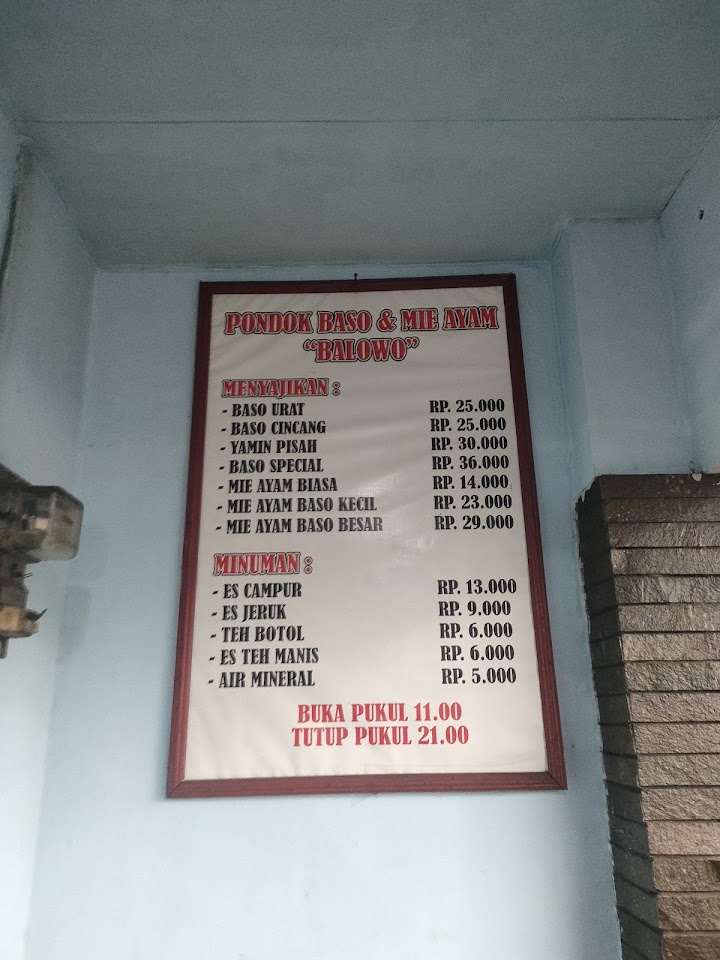 PONDOK BASO & MIE AYAM
“BALOWO”
MENYAJIKAN :
- BASO URAT RP. 25.000
- BASO CINCANG RP. 25.000
- YAMIN PISAH RP. 30.000
- BASO SPECIAL RP. 36.000
- MIE AYAM BIASA RP. 14.000
- MIE AYAM BASO KECIL RP. 23.000
- MIE AYAM BASO BESAR RP. 29.000
MINUMAN :
- ES CAMPUR RP. 13.000
- ES JERUK RP. 9.000
- TEH BOTOL RP. 6.000
- ES TEH MANIS RP. 6.000
- AIR MINERAL RP. 5.000
BUKA PUKUL 11.00
TUTUP PUKUL 21.00